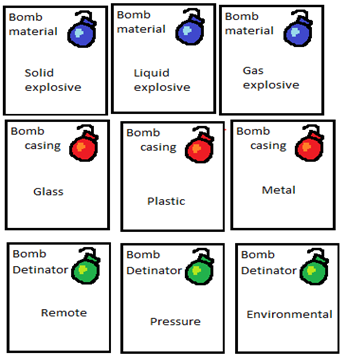 Bomb
material
Solid
explosive
Bomb
material
Liquid
explosive
Bomb
material
Gas
explosive
Bomb
casing
Glass
Bomb
casing
Plastic
Bomb
casing
Metal
Bomb
Detinator
Remote
Bomb
Detinator
Pressure
Bomb
Detinator
Environmental